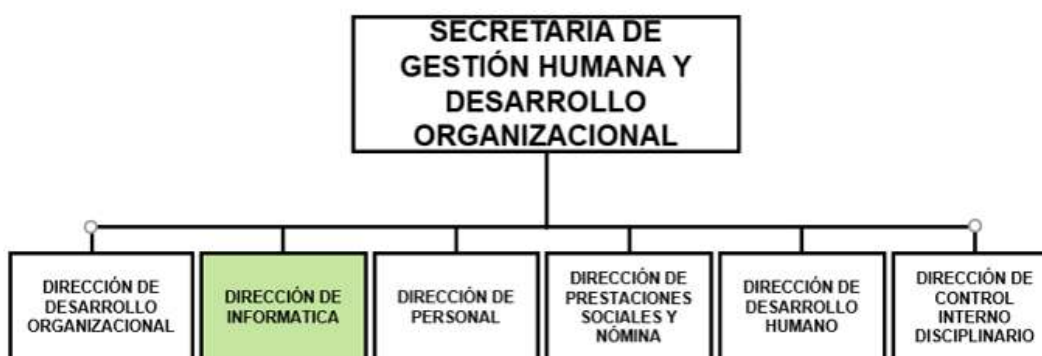 SECRETARIA DE
GESTIÓN HUMANA Y
DESARROLLO
ORGANIZACIONAL
DIRECCIÓN DE
DESARROLLO
ORGANIZACIONAL
DIRECCIÓN DE
INFORMATICA
DIRECCIÓN DE
PERSONAL
DIRECCIÓN DE
PRESTACIONES
SOCIALES Y
NÓMINA
DIRECCIÓN DE
DESARROLLO
HUMANO
DIRECCIÓN DE
CONTROL
INTERNO
DISCIPLINARIO